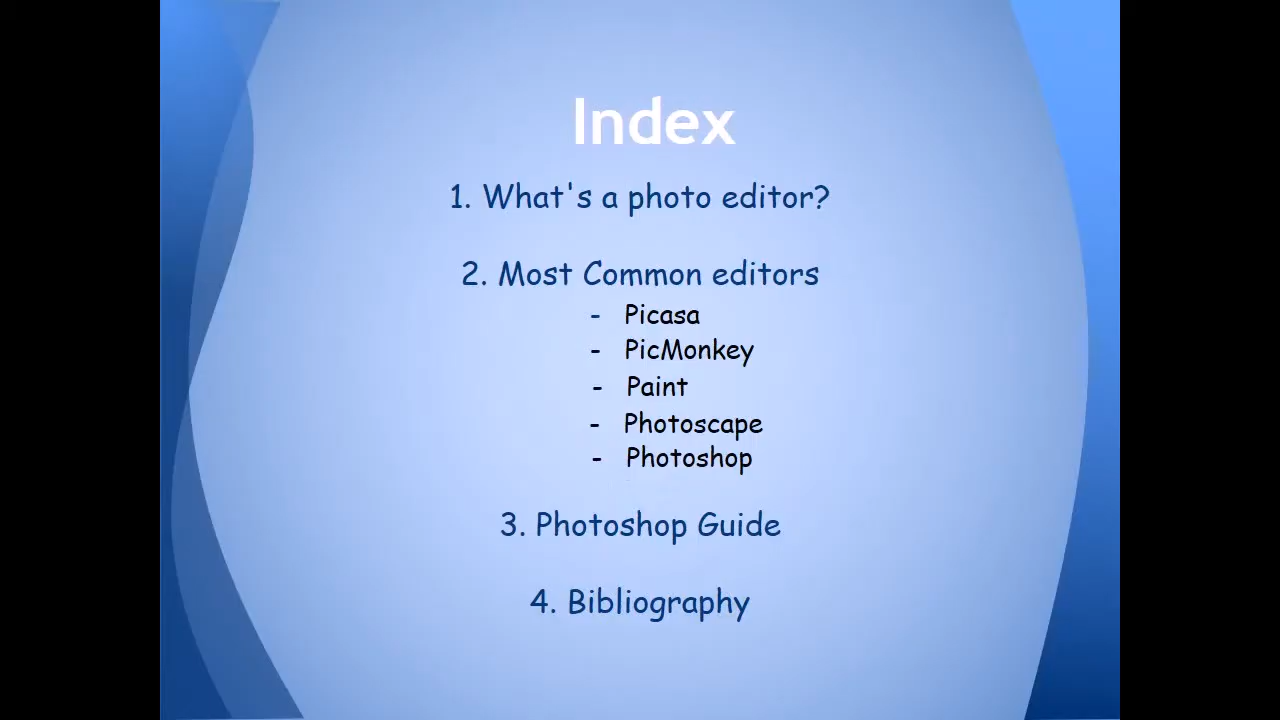 Index
1. What's a photo editor?
2. Most Common editors
- Picasa
- PicMonkey
- Paint
- Photoscape
- Photoshop
3. Photoshop Guide
4. Bibliography